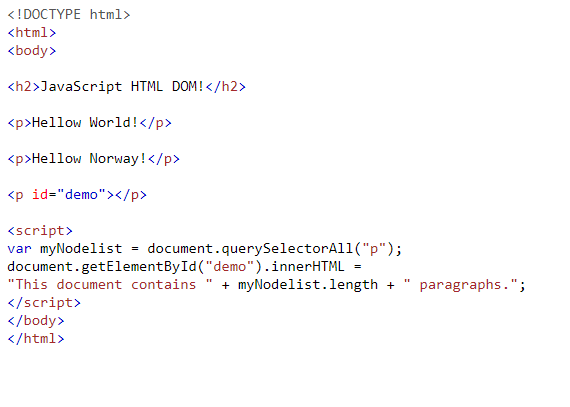 <!DOCTYPE html>
<html>
<body>
<h2>JavaScript HTML DOM!</h2>
<p>Hellow World!</p>
<p>Hellow Norway!</p>
<p id="demo"></p>
<script>
var myNodelist = document.querySelectorAll("p");
document.getElementById("demo").innerHTML =
"This document contains " + myNodelist.length + " paragraphs.";
</script>
</body>
</html>